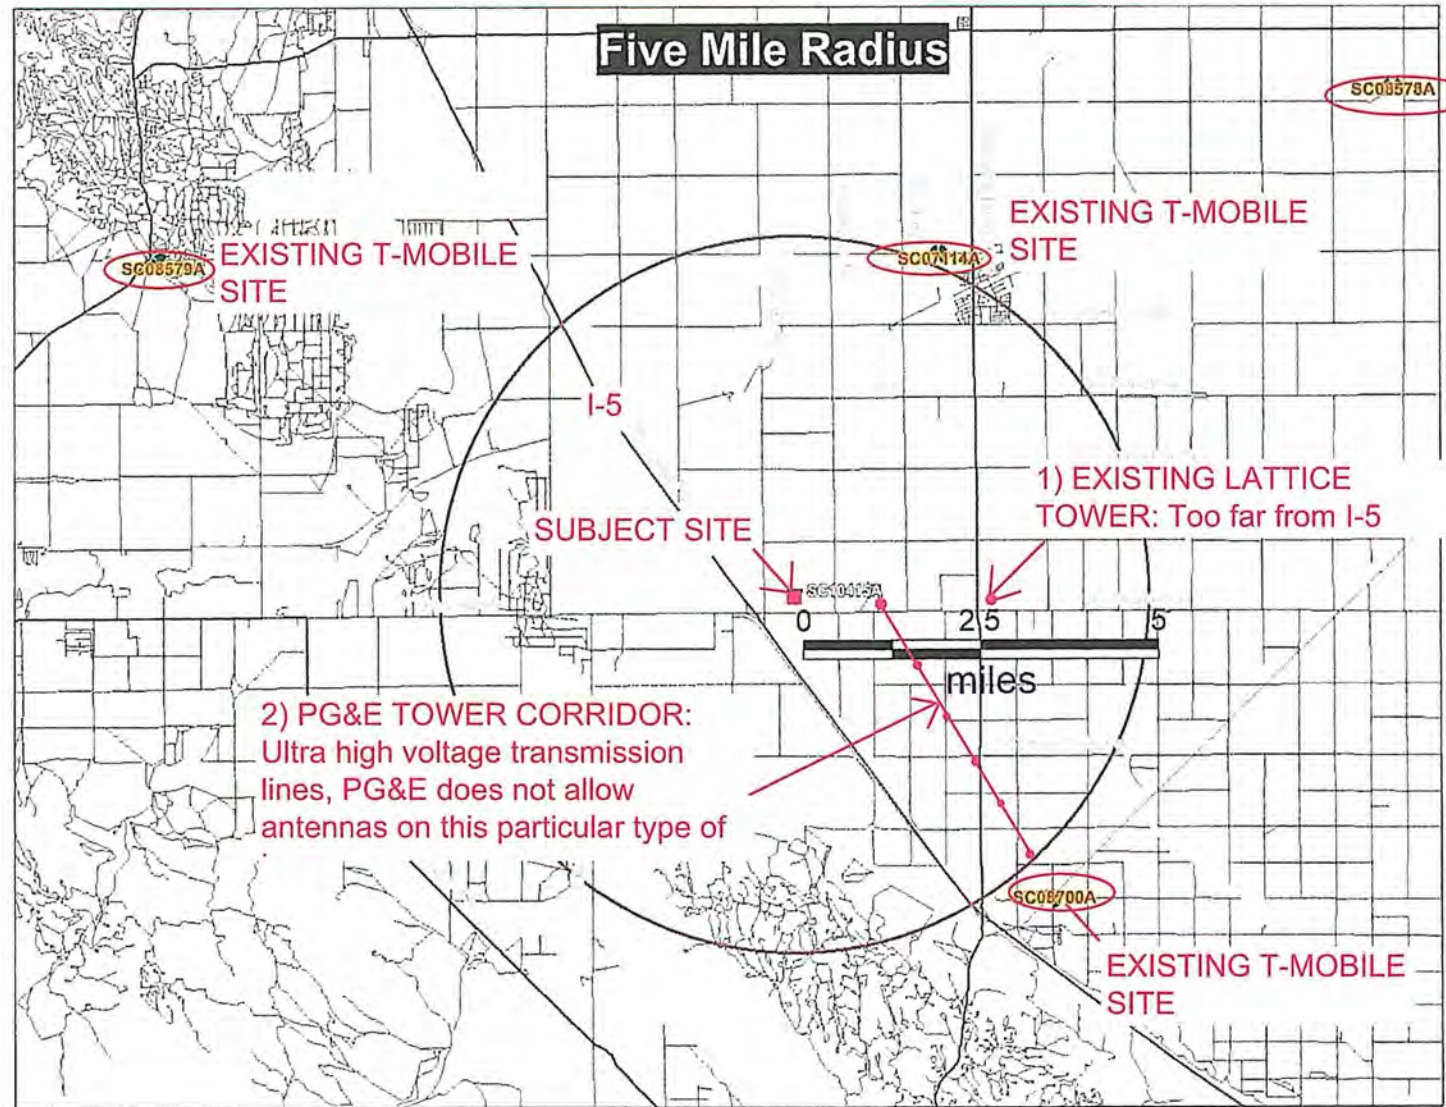 Five Mile Radius
SC08578A
EXISTING T-MOBILE
SITE
SC07114A
EXISTING T-MOBILE
SITE
SC08579A
I-5
1) EXISTING LATTICE
TOWER: Too far from I-5
SUBJECT SITE
SC10415A
0 2.5 5
miles
2) PG&E TOWER CORRIDOR:
Ultra high voltage transmission
lines, PG&E does not allow
antennas on this particular type of
SC08700A
EXISTING T-MOBILE
SITE